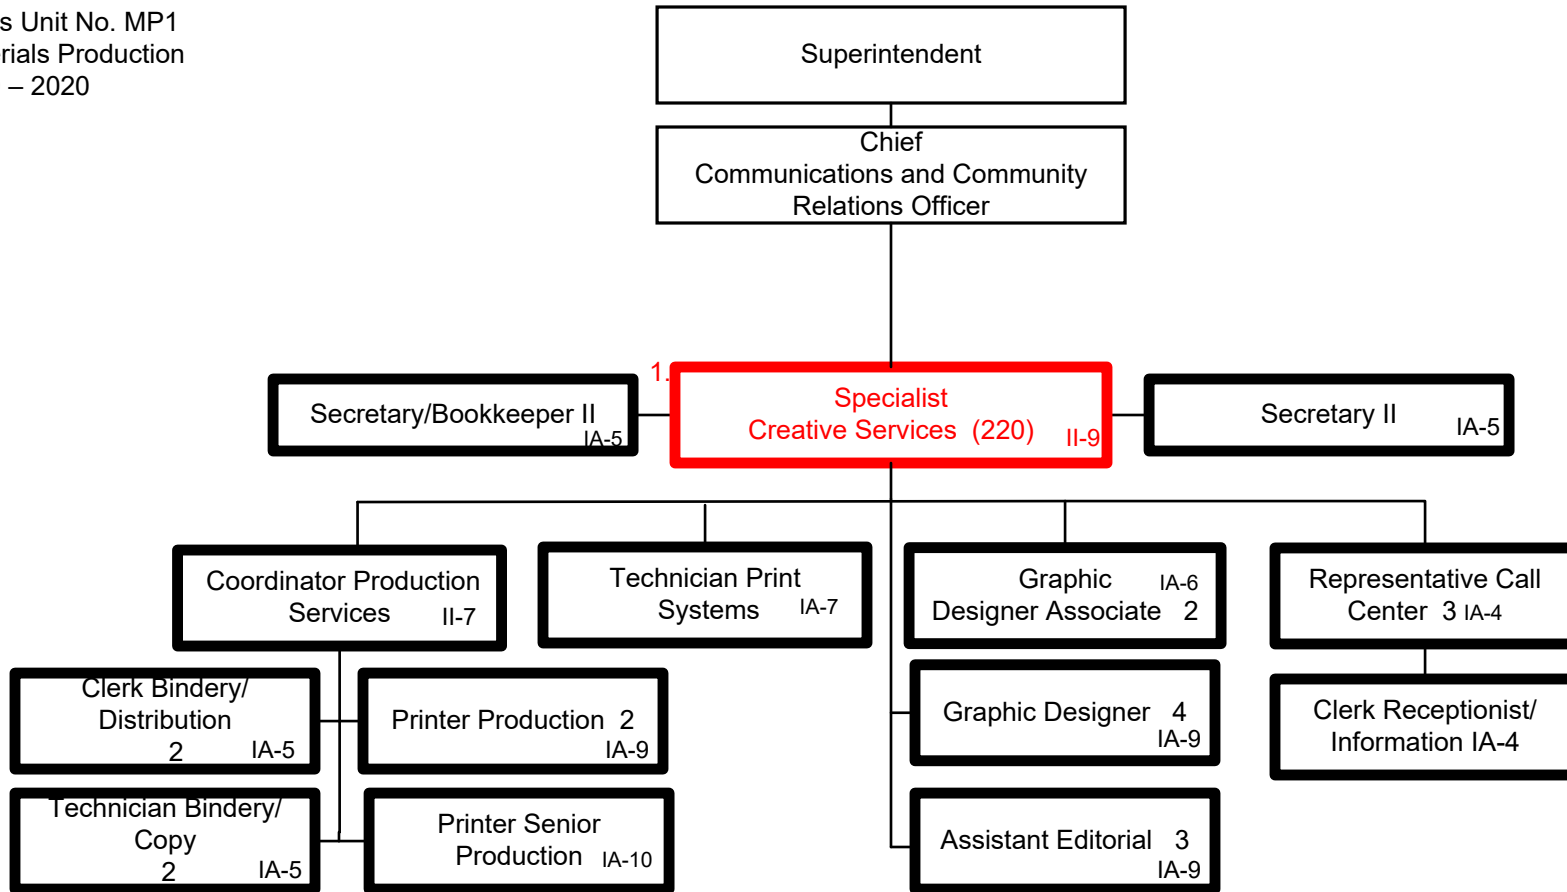 s Unit No. MP1
erials Production
– 2020
Superintendent
Chief
Communications and Community
Relations Officer
1.
Secretary/Bookkeeper II
IA-5
Specialist
Creative Services (220) II-9
Secretary II
IA-5
Coordinator Production
Services II-7
Technician Print
Systems IA-7
Graphic IA-6
Designer Associate 2
Representative Call
Center 3 IA-4
Clerk Bindery/
Distribution
2 IA-5
Printer Production 2
IA-9
Graphic Designer 4
IA-9
Clerk Receptionist/
Information IA-4
Technician Bindery/
Copy
2 IA-5
Printer Senior
Production IA-10
Assistant Editorial 3
IA-9